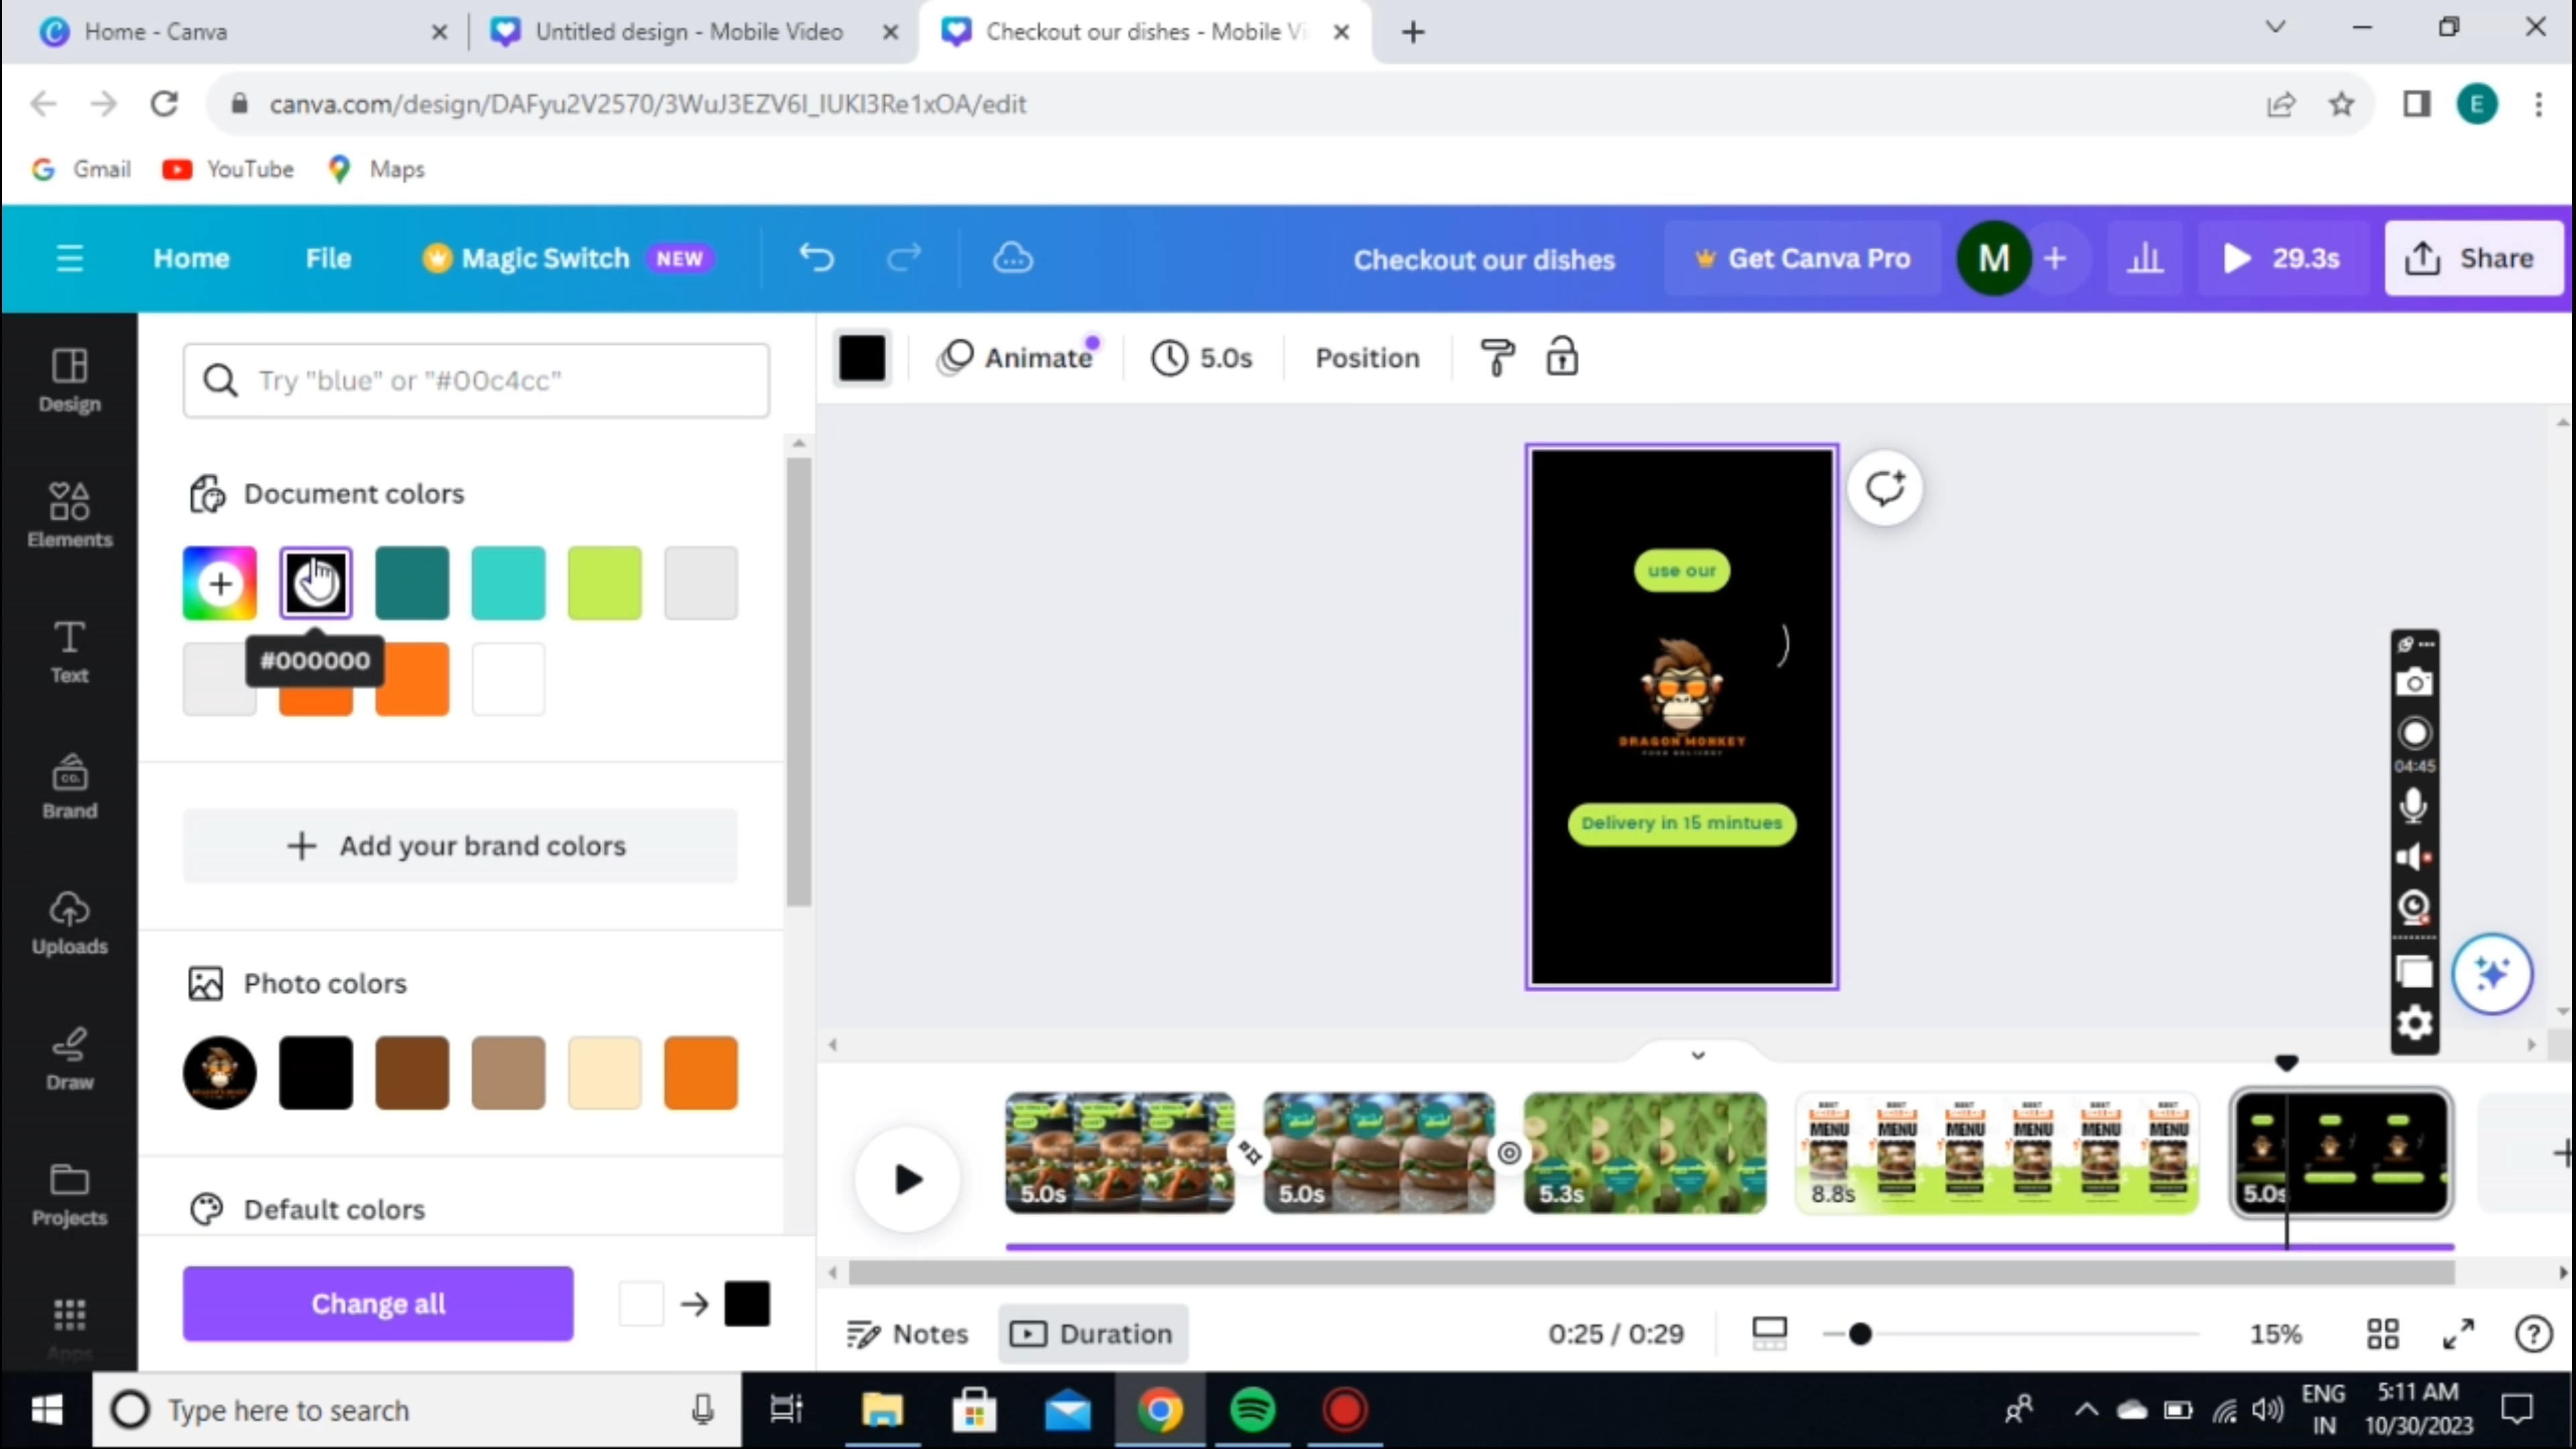 Home - Canva
Untitled design - Mobile Video
Checkout our dishes - Mobile Vi
canva.com/design/DAFyu2V2570/3WuJ3EZV6I_IUKI3Re1xOA/edit
E
Gmail
YouTube
Maps
Home
File
Magic Switch
NEW
Checkout our dishes
Get Canva Pro
M
29.3s
Share
Design
Elements
Text
Brand
Uploads
Draw
Projects
Apps
Try "blue" or "#00c4cc"
Document colors
#000000
Add your brand colors
Photo colors
Default colors
Change all
Animate
5.0s
Position
use our
DRAGON MONKEY
FOOD DELIVERY
Delivery in 15 mintues
04:45
5.0s
5.0s
5.3s
8.8s
MENU MENU MENU MENU MENU MENU
5.0s
Notes
Duration
0:25 / 0:29
15%
Type here to search
ENG
IN
5:11 AM
10/30/2023